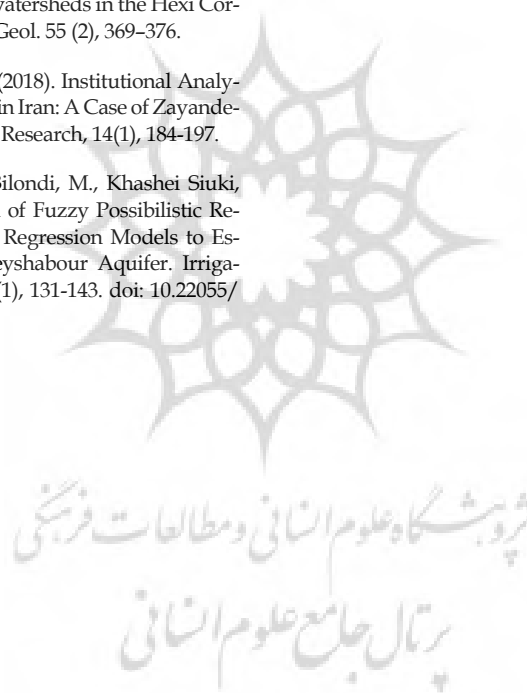 watersheds in the Hexi Cor-
Geol. 55 (2), 369–376.
(2018). Institutional Analy-
in Iran: A Case of Zayande-
Research, 14(1), 184-197.
Bilondi, M., Khashei Siuki,
of Fuzzy Possibilistic Re-
Regression Models to Es-
eyshabour Aquifer. Irriga-
(1), 131-143. doi: 10.22055/
پژوهشگاه علوم انسانی و مطالعات فرهنگی
پرتال جامع علوم انسانی